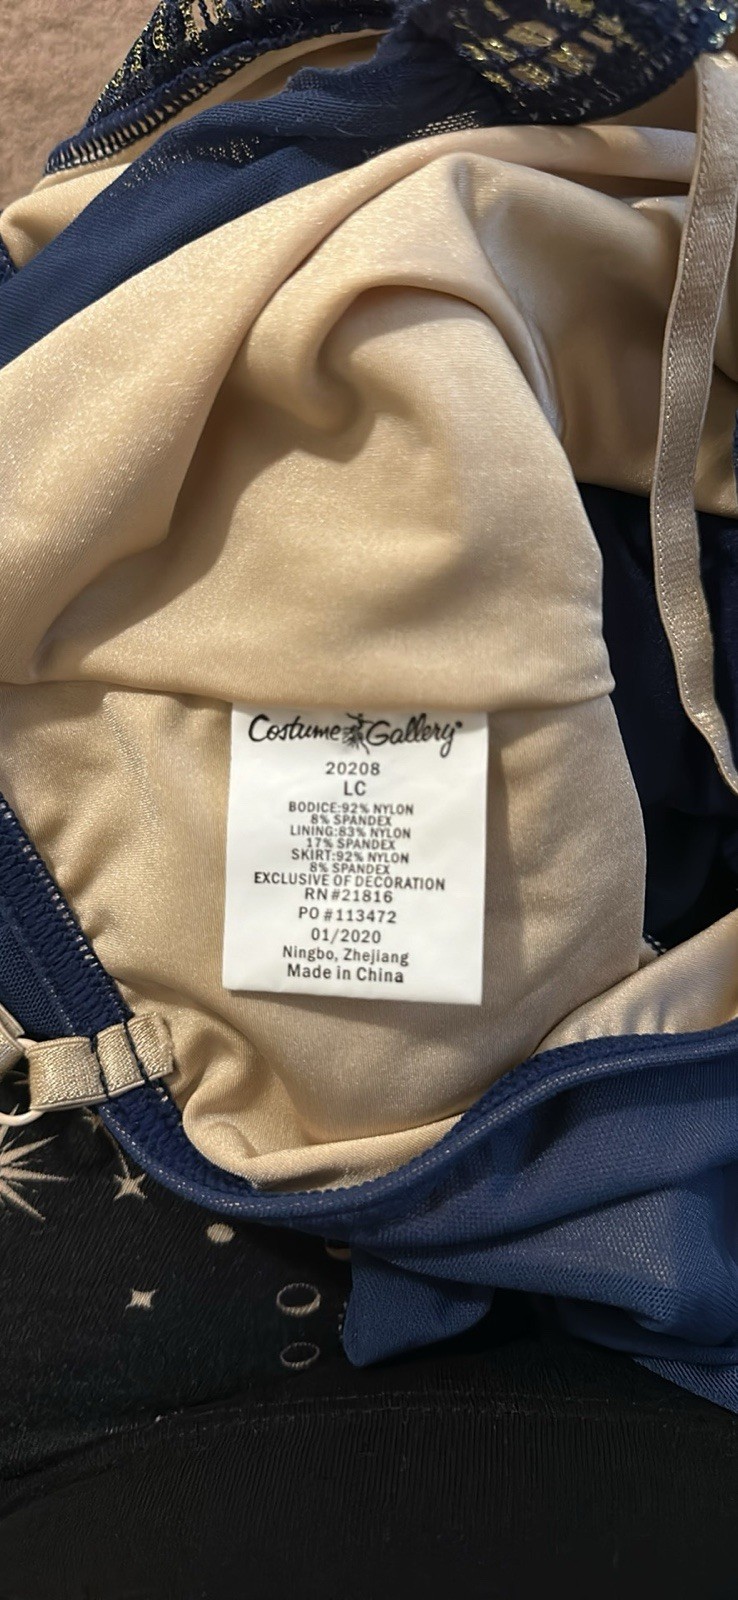 Costume Gallery®
20208
LC
BODICE:92% NYLON
8% SPANDEX
LINING:83% NYLON
17% SPANDEX
SKIRT:92% NYLON
8% SPANDEX
EXCLUSIVE OF DECORATION
RN#21816
PO#113472
01/2020
Ningbo, Zhejiang
Made in China